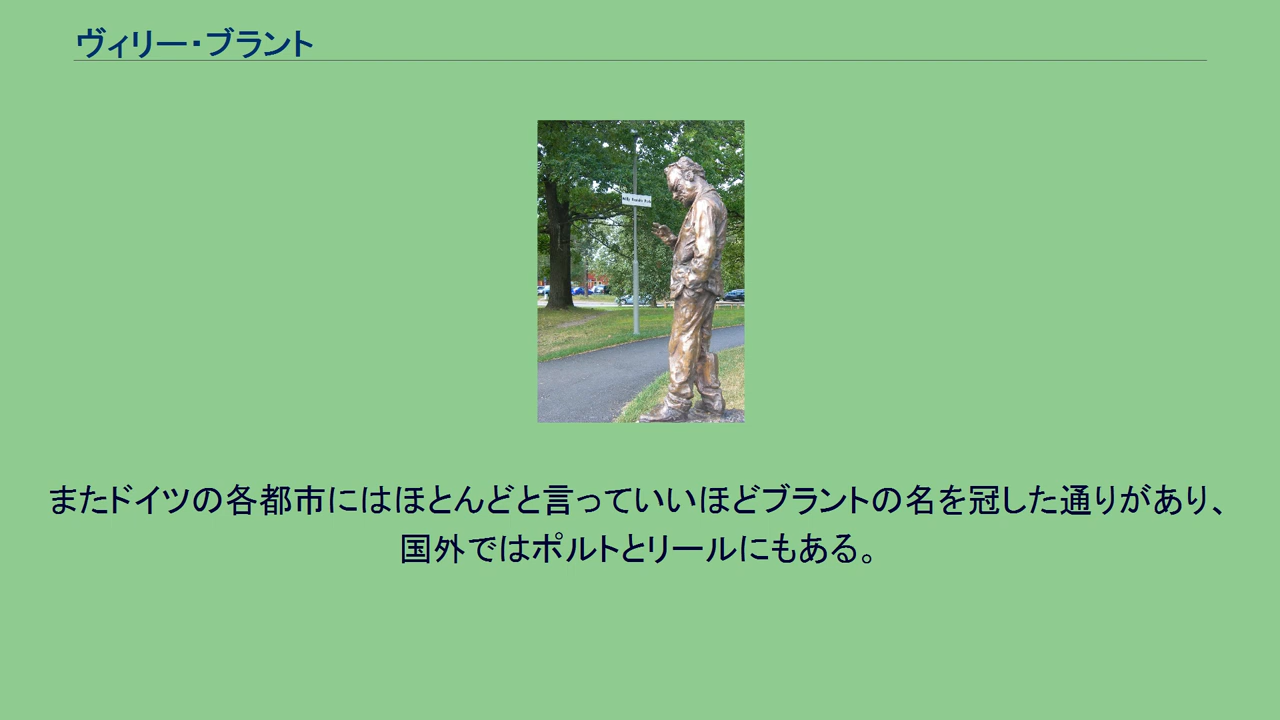 ヴィリー・ブラント
Willy Brandts Park
またドイツの各都市にはほとんどと言っていいほどブラントの名を冠した通りがあり、
国外ではポルトとリールにもある。